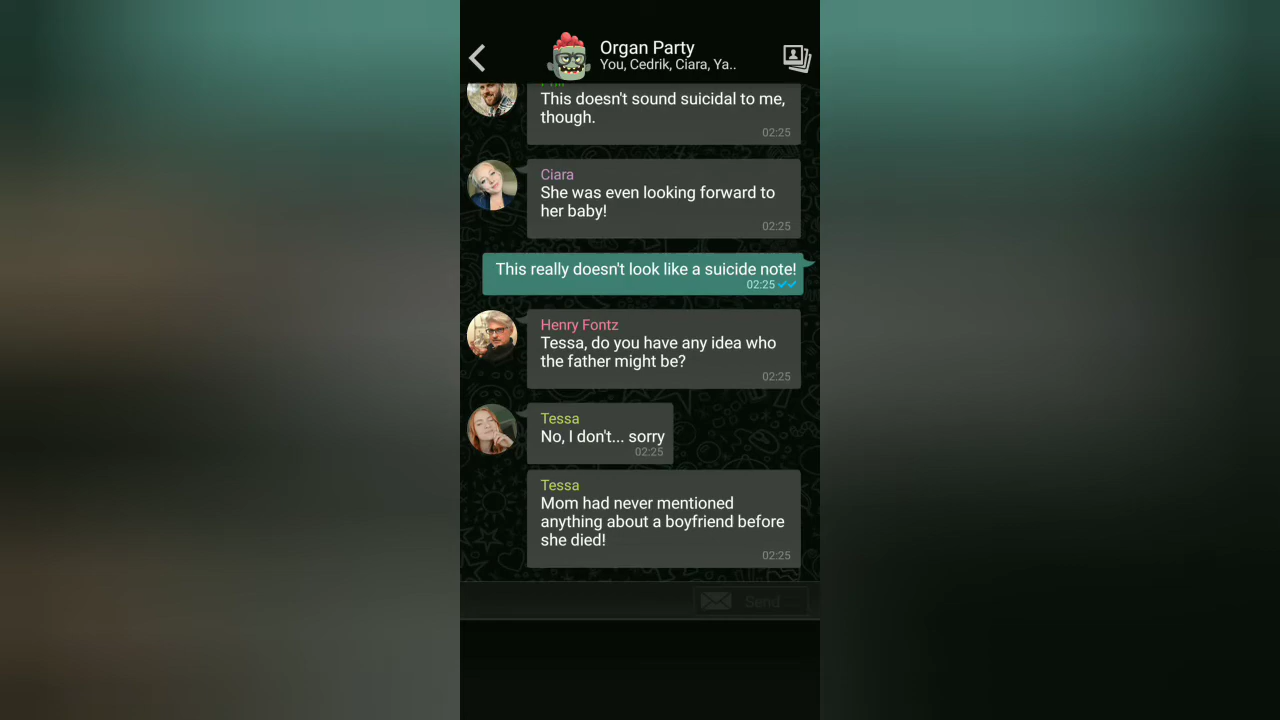 Organ Party
You, Cedrik, Ciara, Ya..
This doesn't sound suicidal to me,
though.
02:25
Ciara
She was even looking forward to
her baby!
02:25
This really doesn't look like a suicide note!
02:25
Henry Fontz
Tessa, do you have any idea who
the father might be?
02:25
Tessa
No, I don't... sorry
02:25
Tessa
Mom had never mentioned
anything about a boyfriend before
she died!
02:25
Send